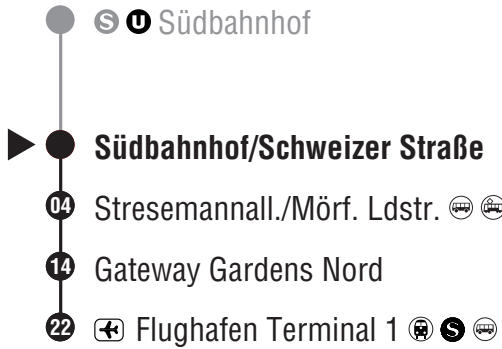 S U Südbahnhof
Südbahnhof/Schweizer Straße
04 Stresemannall./Mörf. Ldstr.
14 Gateway Gardens Nord
22 Flughafen Terminal 1 S